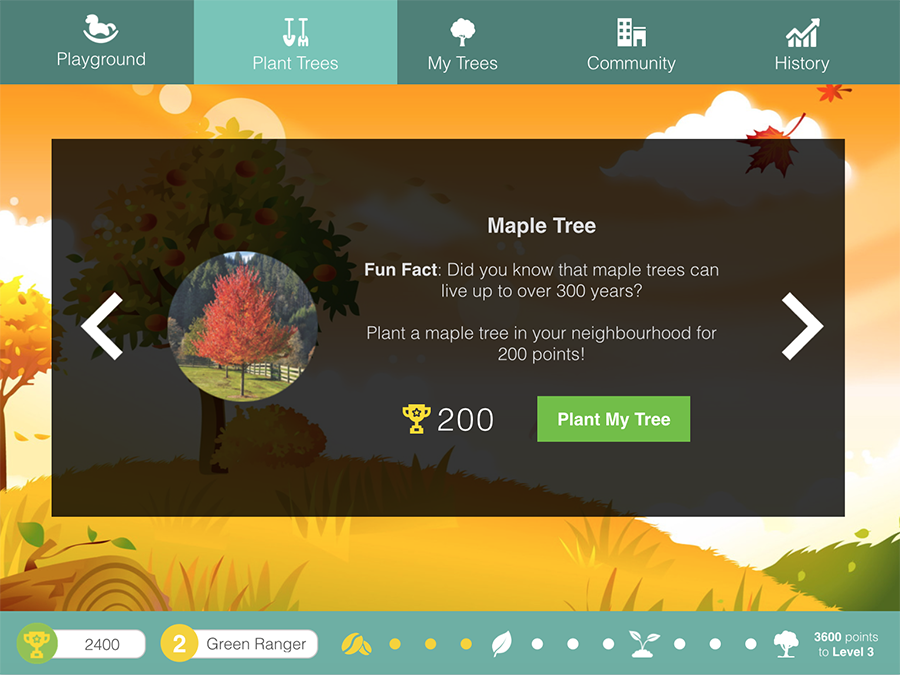 Playground
Plant Trees
My Trees
Community
History
Maple Tree
Fun Fact: Did you know that maple trees can
live up to over 300 years?
Plant a maple tree in your neighbourhood for
200 points!
200
Plant My Tree
2400
2
Green Ranger
3600 points
to Level 3